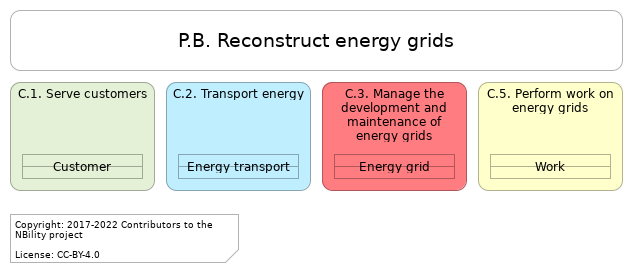 P.B. Reconstruct energy grids
C.1. Serve customers
Customer
C.2. Transport energy
Energy transport
C.3. Manage the
development and
maintenance of
energy grids
Energy grid
C.5. Perform work on
energy grids
Work
Copyright: 2017-2022 Contributors to the
NBility project
License: CC-BY-4.0